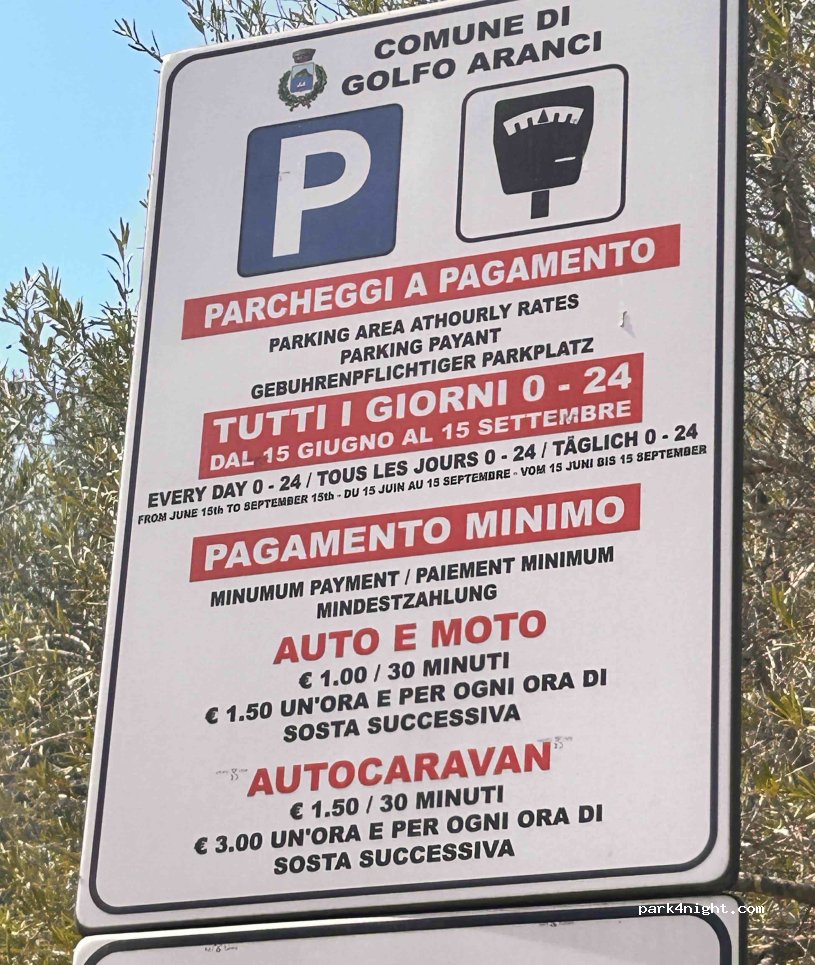 COMUNE DI
GOLFO ARANCI
P
PARCHEGGI A PAGAMENTO
PARKING AREA ATHOURLY RATES
PARKING PAYANT
GEBUHRENPFLICHTIGER PARKPLATZ
TUTTI I GIORNI 0 - 24
DAL 15 GIUGNO AL 15 SETTEMBRE
EVERY DAY 0 - 24 / TOUS LES JOURS 0 - 24 / TÄGLICH 0 - 24
FROM JUNE 15th TO SEPTEMBER 15th - DU 15 JUIN AU 15 SEPTEMBRE - VOM 15 JUNI BIS 15 SEPTEMBER
PAGAMENTO MINIMO
MINUMUM PAYMENT / PAIEMENT MINIMUM
MINDESTZAHLUNG
AUTO E MOTO
€ 1.00 / 30 MINUTI
€ 1.50 UN'ORA E PER OGNI ORA DI
SOSTA SUCCESSIVA
AUTOCARAVAN
€ 1.50 / 30 MINUTI
€ 3.00 UN'ORA E PER OGNI ORA DI
SOSTA SUCCESSIVA
park4night.com